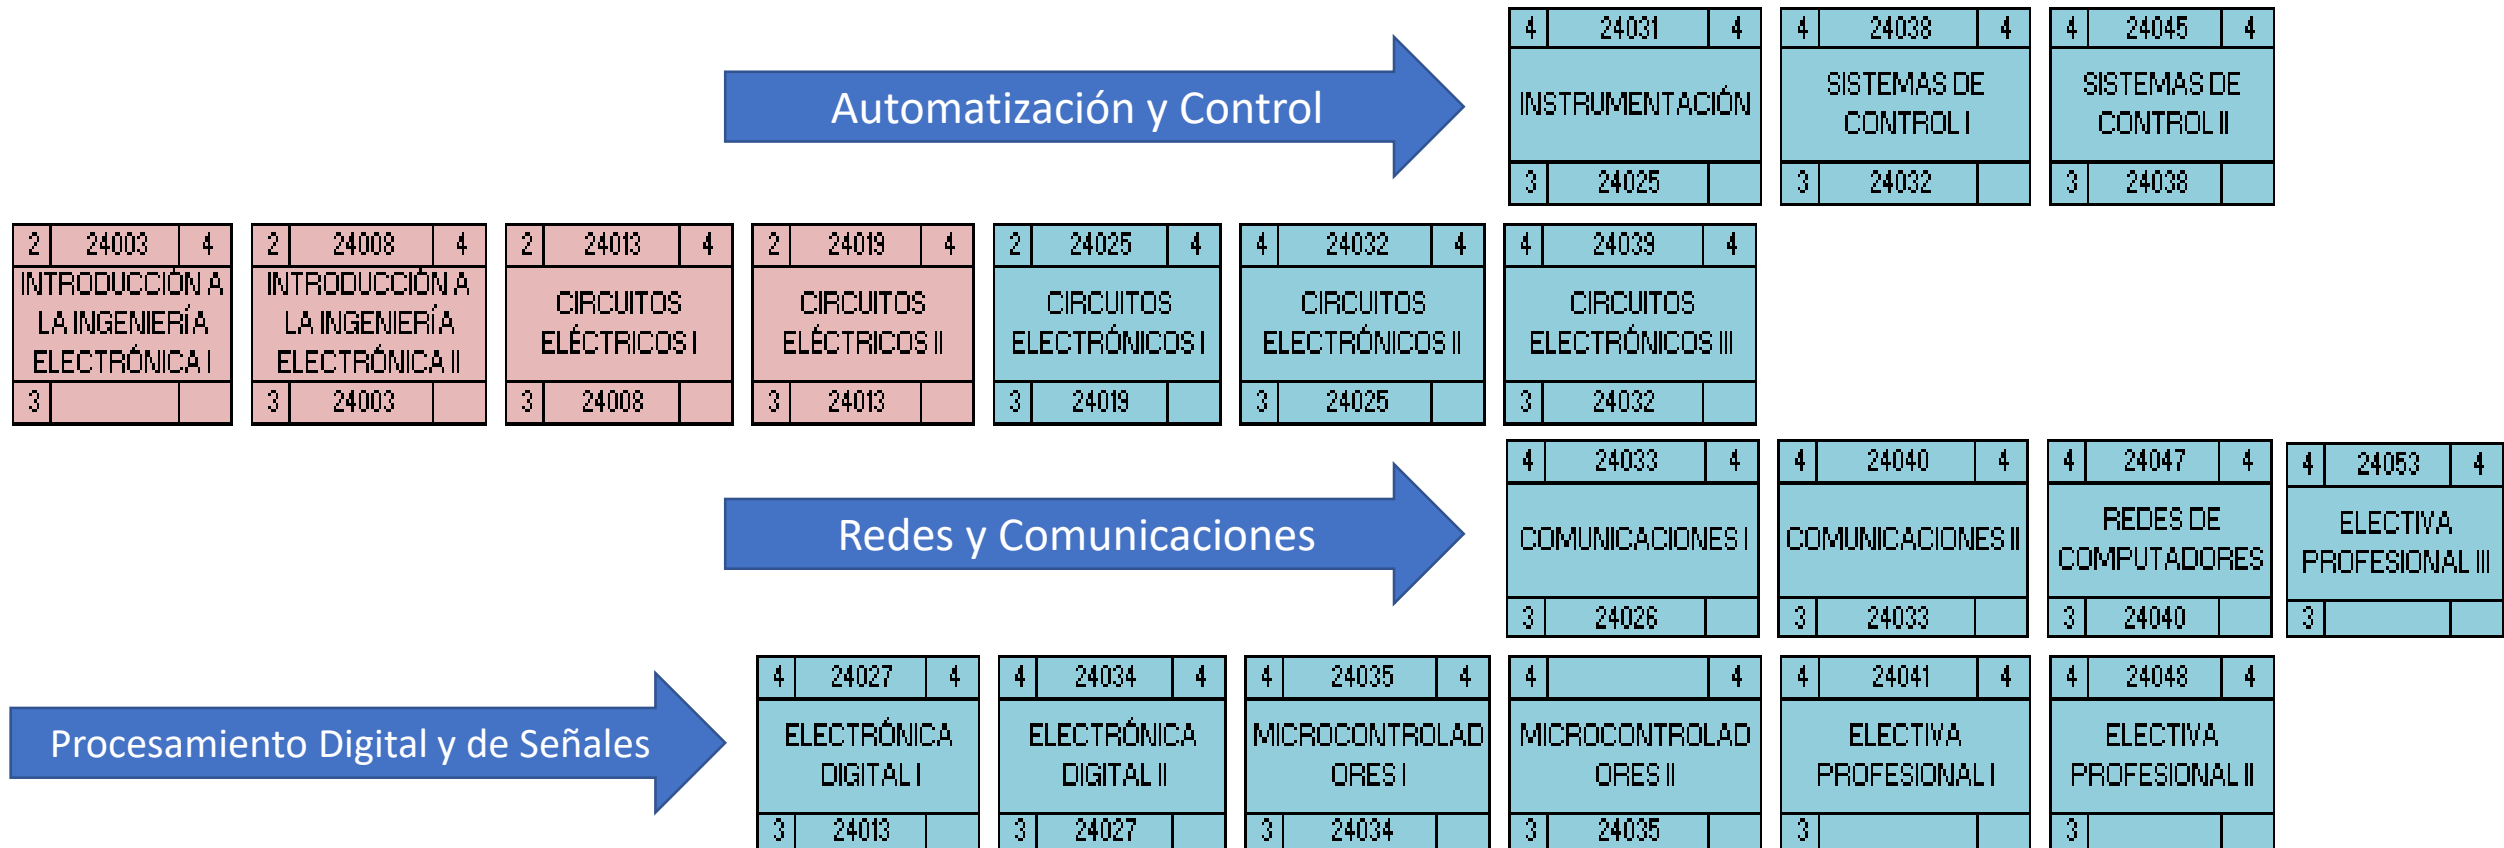 4 24031 4
INSTRUMENTACIÓN
3 24025
4 24038 4
SISTEMAS DE
CONTROL I
3 24032
4 24045 4
SISTEMAS DE
CONTROL II
3 24038
Automatización y Control
2 24003 4
INTRODUCCIÓN A
LA INGENIERÍA
ELECTRÓNICA I
3
2 24008 4
INTRODUCCIÓN A
LA INGENIERÍA
ELECTRÓNICA II
3 24003
2 24013 4
CIRCUITOS
ELÉCTRICOS I
3 24008
2 24019 4
CIRCUITOS
ELÉCTRICOS II
3 24013
2 24025 4
CIRCUITOS
ELECTRÓNICOS I
3 24019
4 24032 4
CIRCUITOS
ELECTRÓNICOS II
3 24025
4 24039 4
CIRCUITOS
ELECTRÓNICOS III
3 24032
Redes y Comunicaciones
4 24033 4
COMUNICACIONES I
3 24026
4 24040 4
COMUNICACIONES II
3 24033
4 24047 4
REDES DE
COMPUTADORES
3 24040
4 24053 4
ELECTIVA
PROFESIONAL III
3
Procesamiento Digital y de Señales
4 24027 4
ELECTRÓNICA
DIGITAL I
3 24013
4 24034 4
ELECTRÓNICA
DIGITAL II
3 24027
4 24035 4
MICROCONTROLAD
ORES I
3 24034
4 4
MICROCONTROLAD
ORES II
3 24035
4 24041 4
ELECTIVA
PROFESIONAL I
3
4 24048 4
ELECTIVA
PROFESIONAL II
3